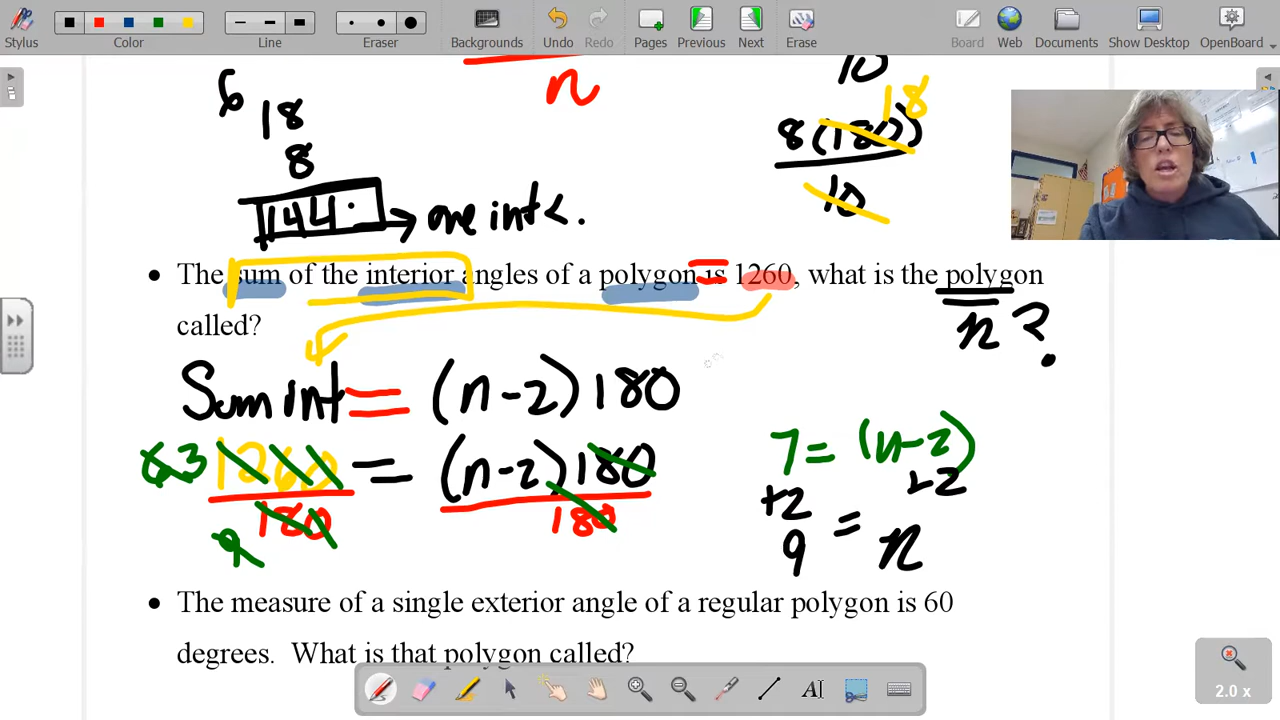 Stylus Color Line Eraser Backgrounds Undo Redo Pages Previous Next Erase Board Web Documents Show Desktop OpenBoard
6
18
8
144° → one int <.
n
10
18
8(180)
10
• The sum of the interior angles of a polygon is 1260, what is the polygon
called?
=
n?
Sum int = (n-2)180
63 1260 = (n-2)180
9 180 180
7 = (n-2)
+2 +2
9 = n
• The measure of a single exterior angle of a regular polygon is 60
degrees. What is that polygon called?
2.0 x